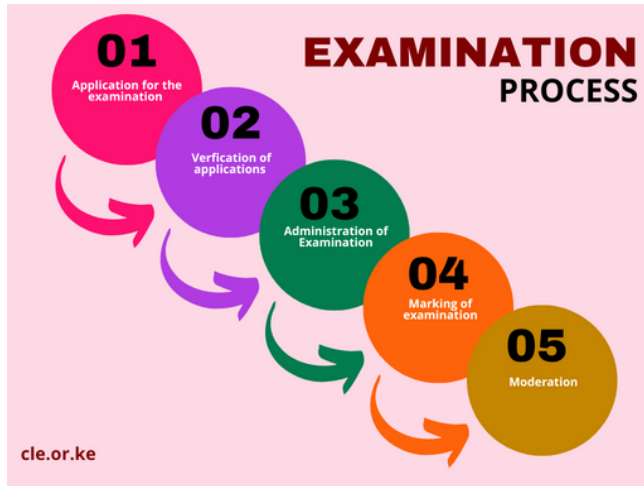 EXAMINATION
PROCESS
01
Application for the
examination
02
Verfication of
applications
03
Administration of
Examination
04
Marking of
examination
05
Moderation
cle.or.ke